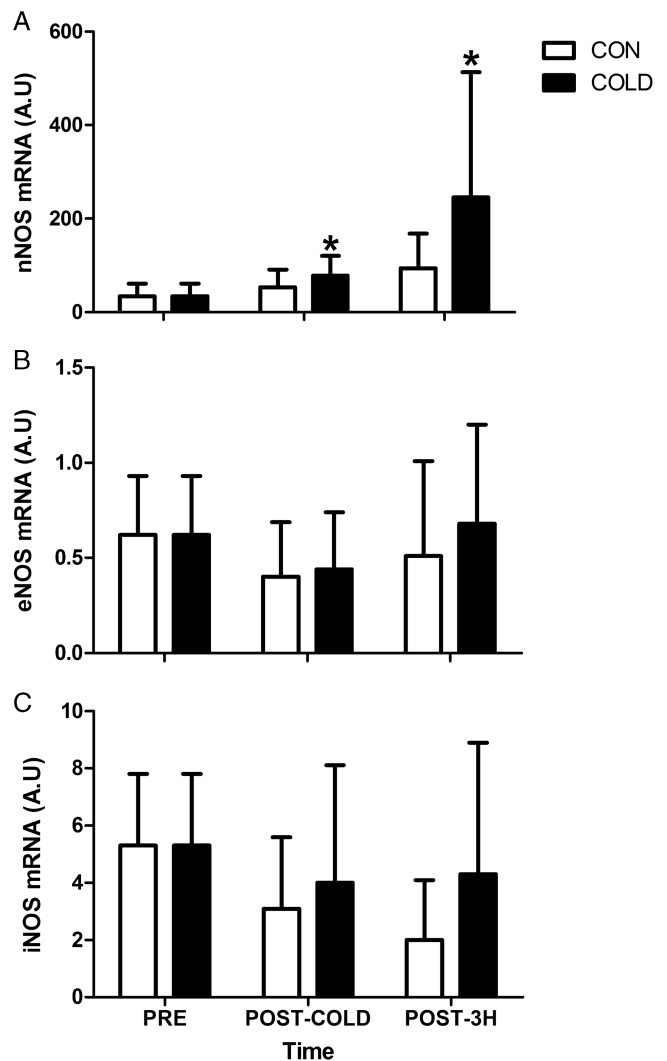 A
600
400
200
0
nNOS mRNA (A.U)
*
*
CON
COLD
B
1.5
1.0
0.5
0.0
eNOS mRNA (A.U)
C
10
8
6
4
2
0
iNOS mRNA (A.U)
PRE POST-COLD POST-3H
Time